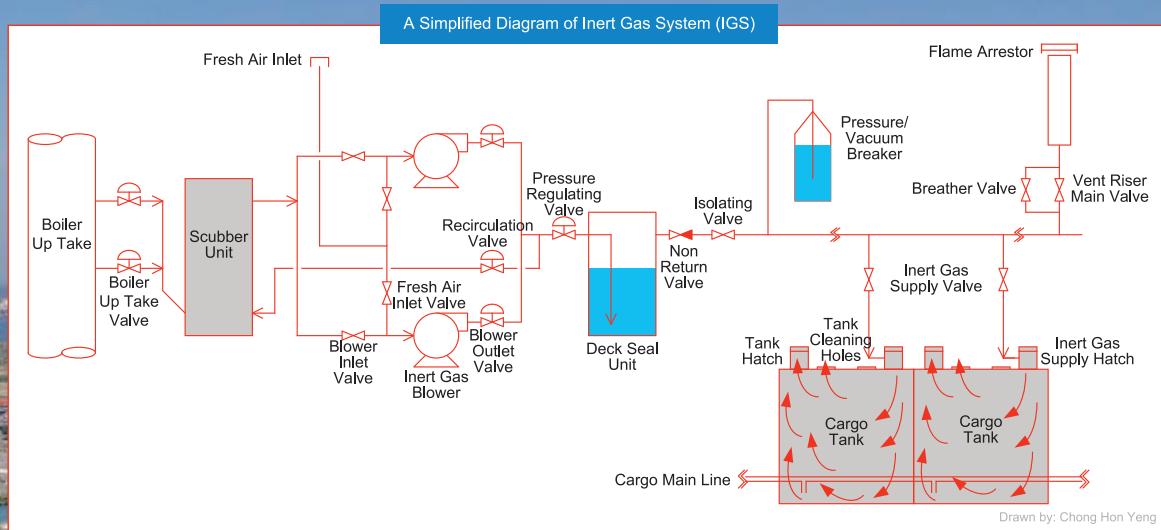 A Simplified Diagram of Inert Gas System (IGS)
Fresh Air Inlet
Flame Arrestor
Pressure/
Vacuum
Breaker
Boiler
Up Take
Boiler
Up Take
Valve
Scubber
Unit
Pressure
Regulating
Valve
Recirculation
Valve
Fresh Air
Inlet Valve
Blower
Inlet
Valve
Inert Gas
Blower
Blower
Outlet
Valve
Deck Seal
Unit
Isolating
Valve
Non
Return
Valve
Breather Valve
Vent Riser
Main Valve
Inert Gas
Supply Valve
Tank
Hatch
Tank
Cleaning
Holes
Inert Gas
Supply Hatch
Cargo
Tank
Cargo
Tank
Cargo Main Line
Drawn by: Chong Hon Yeng